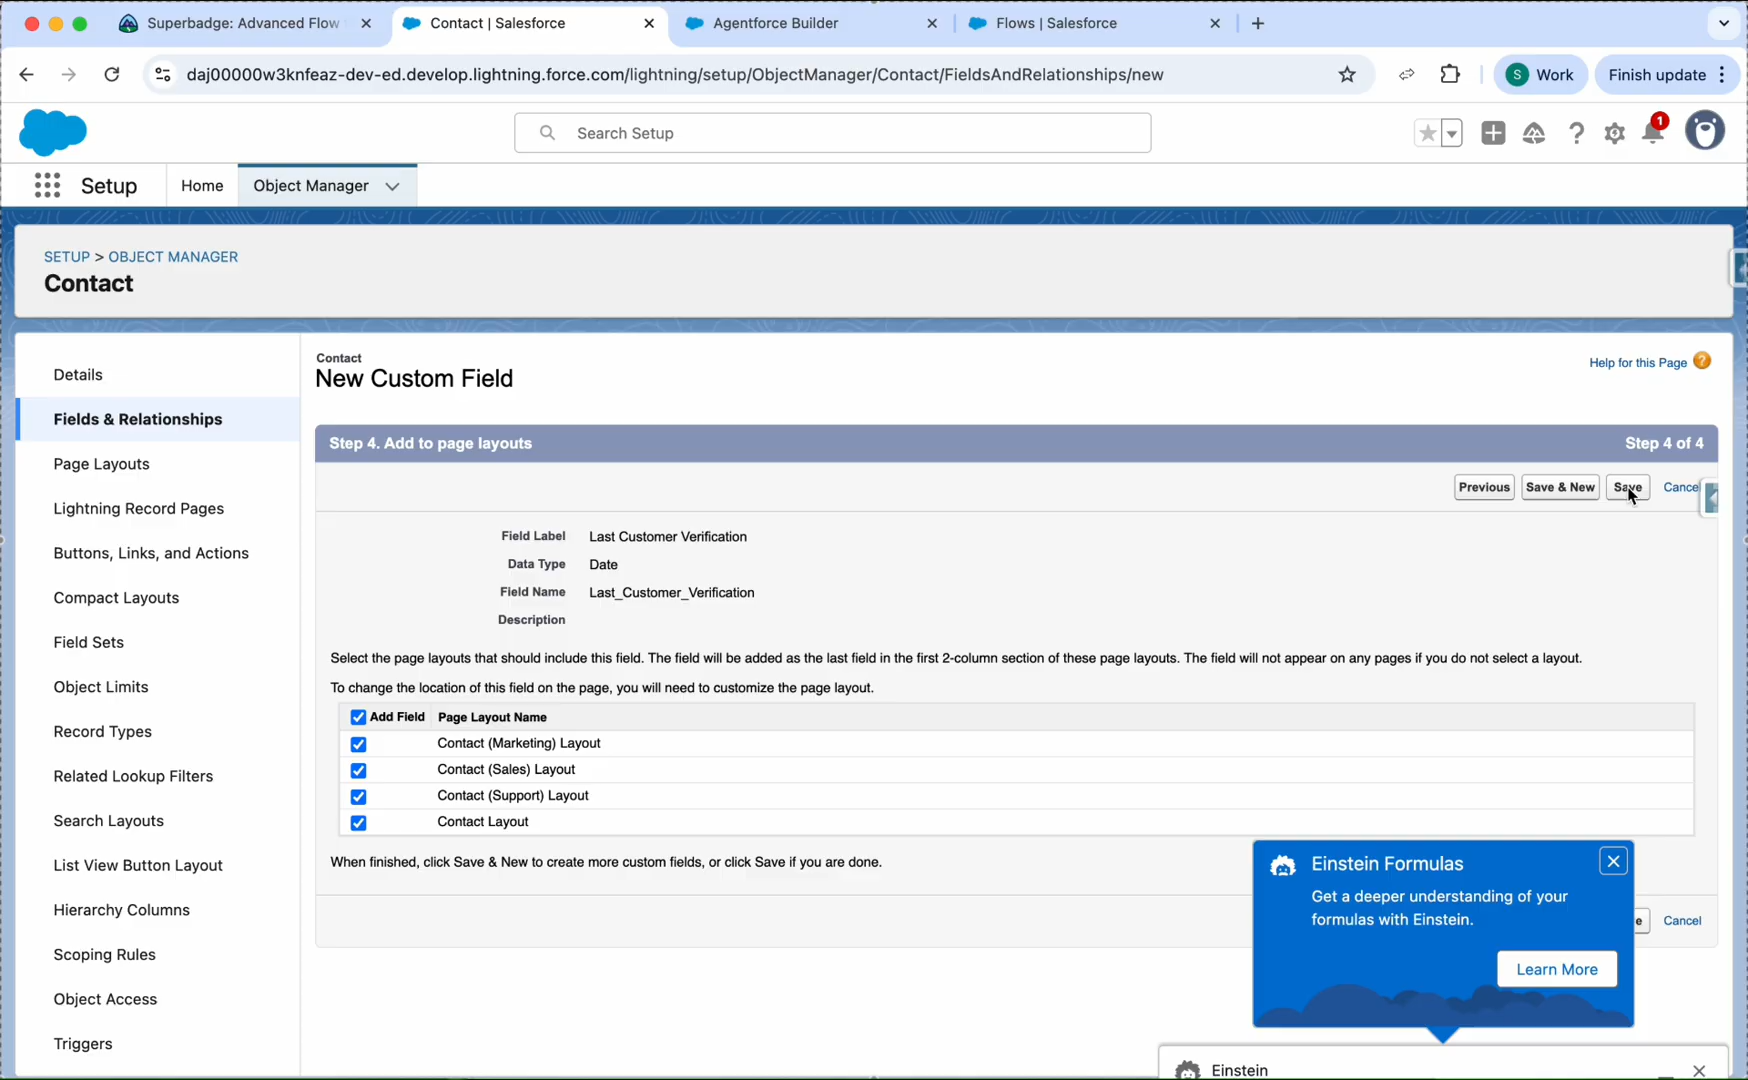 Superbadge: Advanced Flow
Contact | Salesforce
Agentforce Builder
Flows | Salesforce
daj00000w3knfeaz-dev-ed.develop.lightning.force.com/lightning/setup/ObjectManager/Contact/FieldsAndRelationships/new
S Work
Finish update
Search Setup
1
Setup
Home
Object Manager
SETUP > OBJECT MANAGER
Contact
Details
Fields & Relationships
Page Layouts
Lightning Record Pages
Buttons, Links, and Actions
Compact Layouts
Field Sets
Object Limits
Record Types
Related Lookup Filters
Search Layouts
List View Button Layout
Hierarchy Columns
Scoping Rules
Object Access
Triggers
Contact
New Custom Field
Help for this Page ?
Step 4. Add to page layouts
Step 4 of 4
Previous
Save & New
Save
Cancel
Field Label Last Customer Verification
Data Type Date
Field Name Last_Customer_Verification
Description
Select the page layouts that should include this field. The field will be added as the last field in the first 2-column section of these page layouts. The field will not appear on any pages if you do not select a layout.
To change the location of this field on the page, you will need to customize the page layout.
Add Field Page Layout Name
Contact (Marketing) Layout
Contact (Sales) Layout
Contact (Support) Layout
Contact Layout
When finished, click Save & New to create more custom fields, or click Save if you are done.
e
Cancel
Einstein Formulas
Get a deeper understanding of your
formulas with Einstein.
Learn More
Einstein